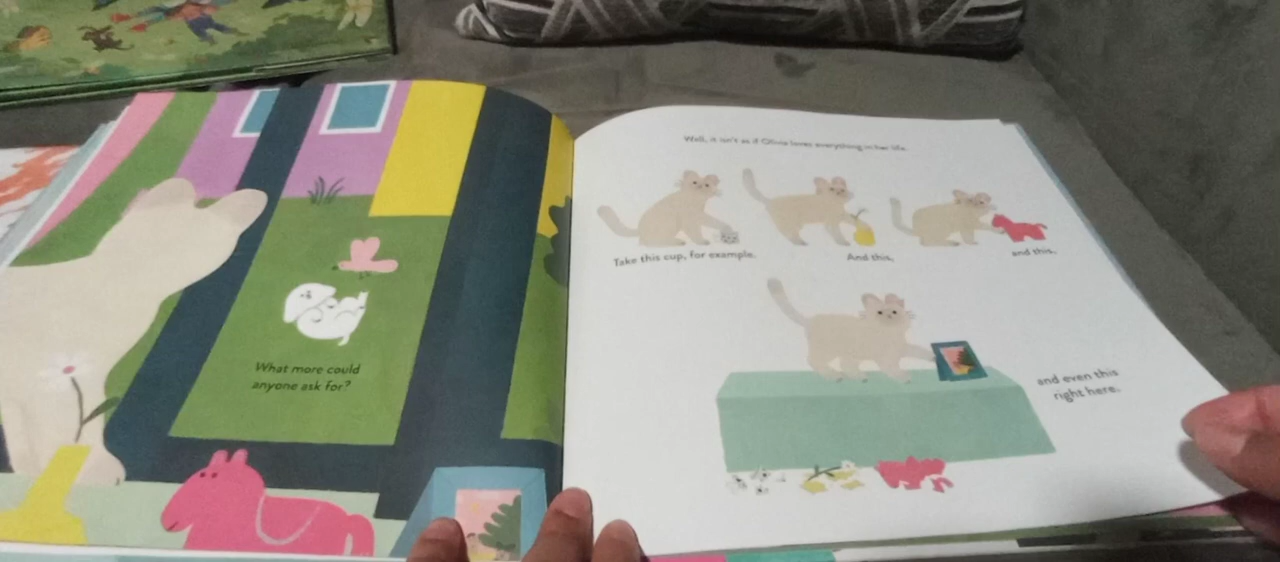 What more could
anyone ask for?
Well, it isn't as if Olivia loves everything in her life.
Take this cup, for example.
And this,
and this,
and even this
right here.